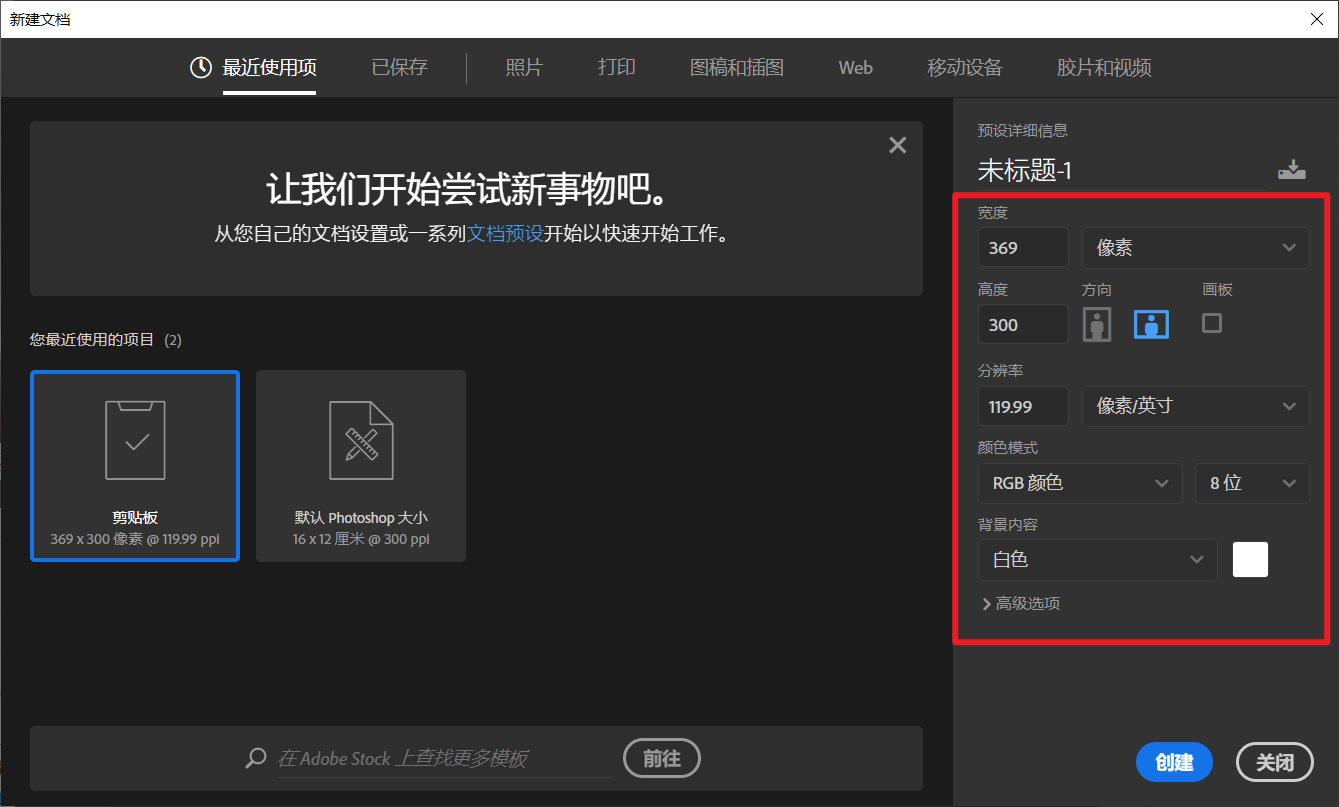 新建文档
最近使用项
已保存
照片
打印
图稿和插图
Web
移动设备
胶片和视频
让我们开始尝试新事物吧。
从您自己的文档设置或一系列文档预设开始以快速开始工作。
您最近使用的项目 (2)
剪贴板
369 x 300 像素 @ 119.99 ppi
默认 Photoshop 大小
16 x 12 厘米 @ 300 ppi
在 Adobe Stock 上查找更多模板
前往
预设详细信息
未标题-1
宽度
369 像素
高度 方向 画板
300
分辨率
119.99 像素/英寸
颜色模式
RGB 颜色 8 位
背景内容
白色
高级选项
创建 关闭